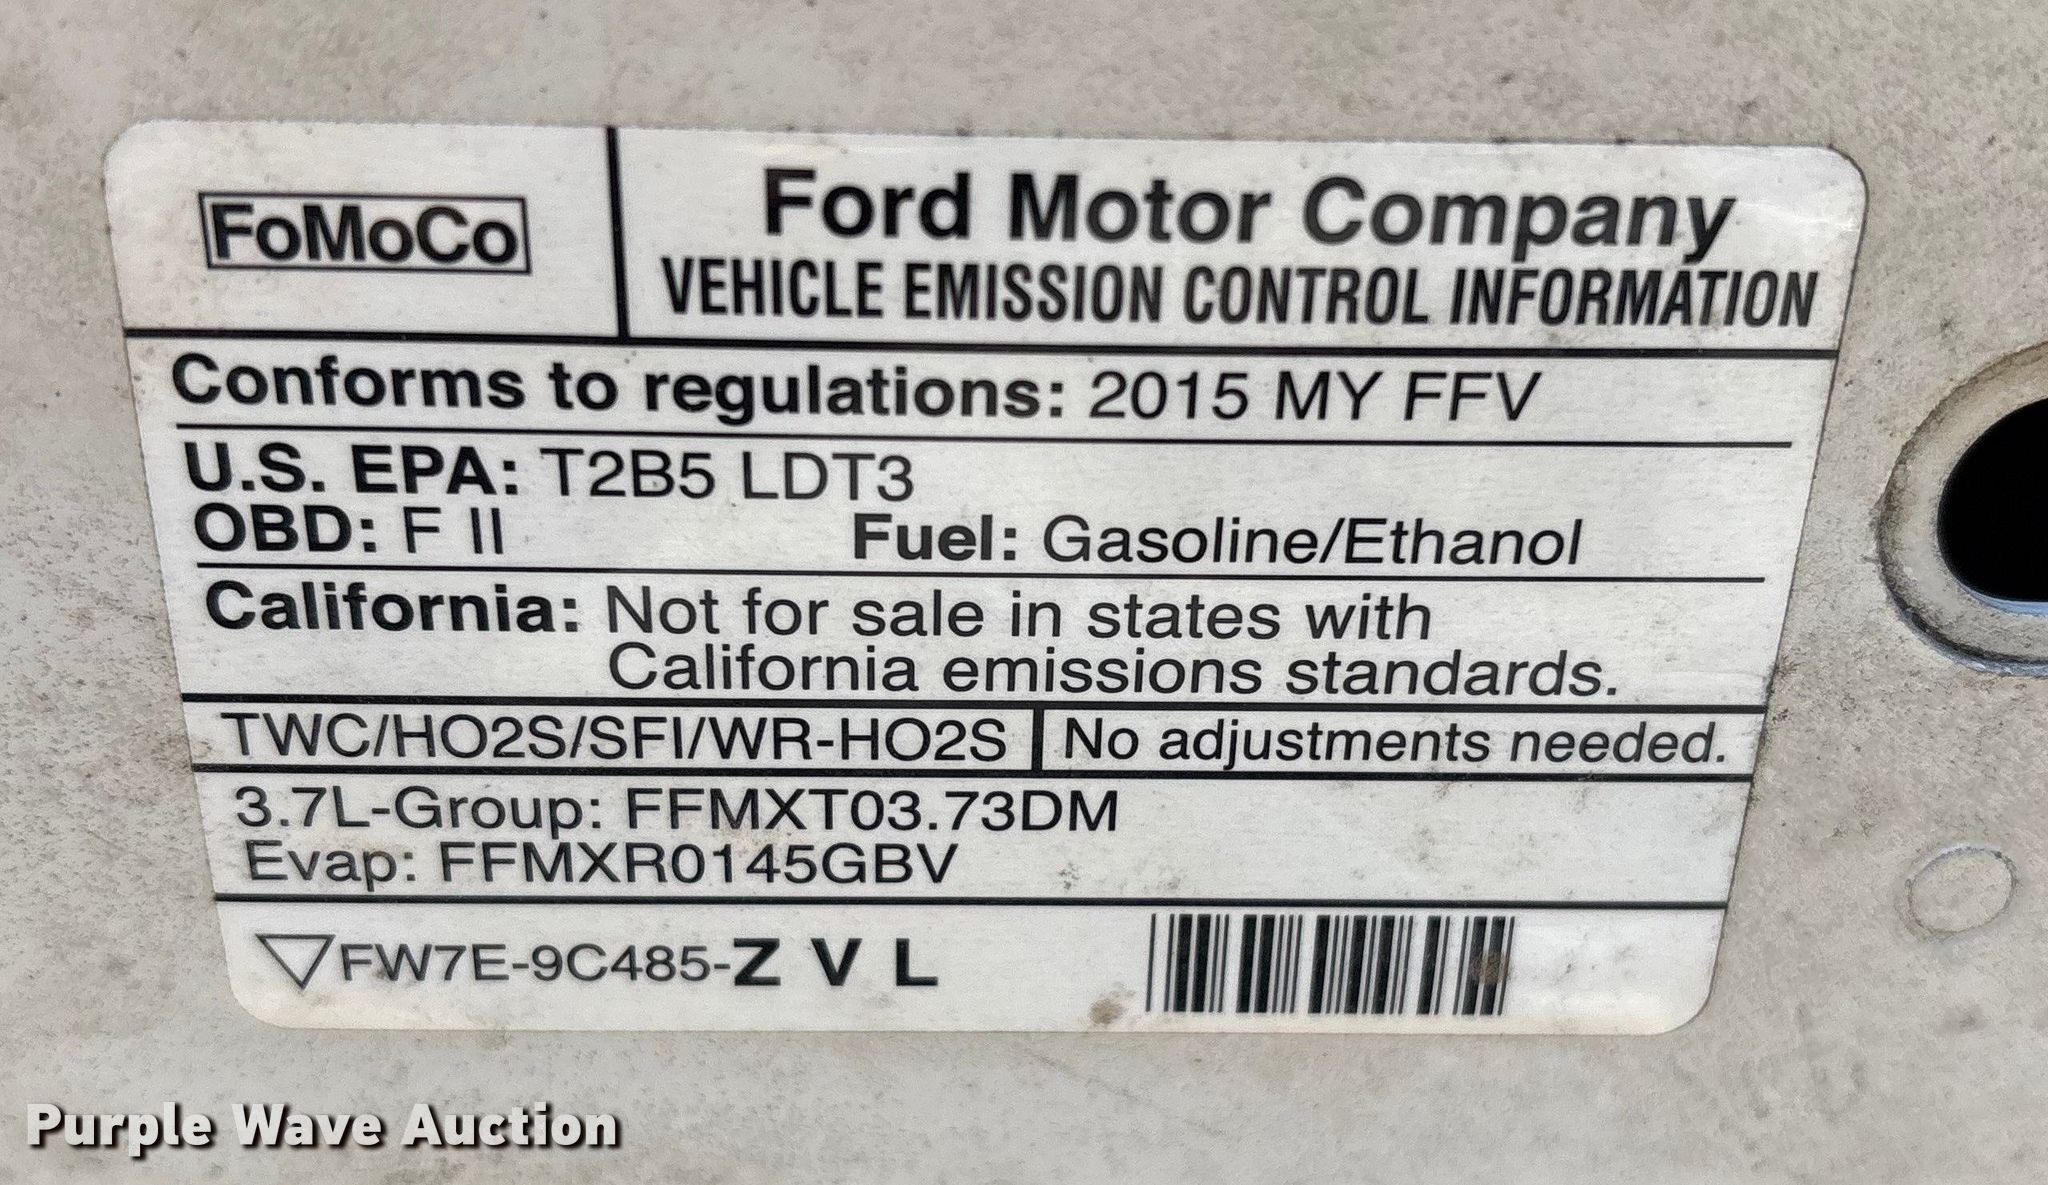 FoMoCo
Ford Motor Company
VEHICLE EMISSION CONTROL INFORMATION
Conforms to regulations: 2015 MY FFV
U.S. EPA: T2B5 LDT3
OBD: F II Fuel: Gasoline/Ethanol
California: Not for sale in states with
California emissions standards.
TWC/HO2S/SFI/WR-HO2S No adjustments needed.
3.7L-Group: FFMXT03.73DM
Evap: FFMXR0145GBV
FW7E-9C485-Z V L
Purple Wave Auction